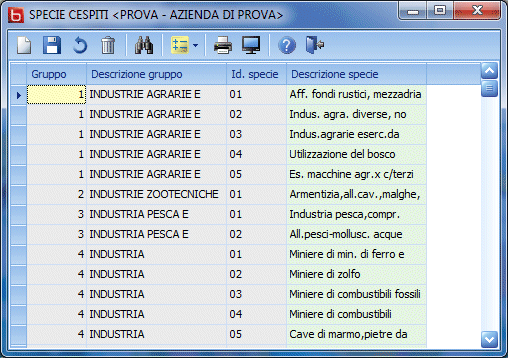 SPECIE CESPITI <PROVA - AZIENDA DI PROVA>
Gruppo Descrizione gruppo Id. specie Descrizione specie
1 INDUSTRIE AGRARIE E 01 Aff. fondi rustici, mezzadria
1 INDUSTRIE AGRARIE E 02 Indus. agra. diverse, no
1 INDUSTRIE AGRARIE E 03 Indus.agrarie eserc.da
1 INDUSTRIE AGRARIE E 04 Utilizzazione del bosco
1 INDUSTRIE AGRARIE E 05 Es. macchine agr.x c/terzi
2 INDUSTRIE ZOOTECNICHE 01 Armentizia,all.cav.,malghe,
3 INDUSTRIA PESCA E 01 Industria pesca,compr.
3 INDUSTRIA PESCA E 02 All.pesci-mollusc. acque
4 INDUSTRIA 01 Miniere di min. di ferro e
4 INDUSTRIA 02 Miniere di zolfo
4 INDUSTRIA 03 Miniere di combustibili fossili
4 INDUSTRIA 04 Miniere di combustibili
4 INDUSTRIA 05 Cave di marmo,pietre da